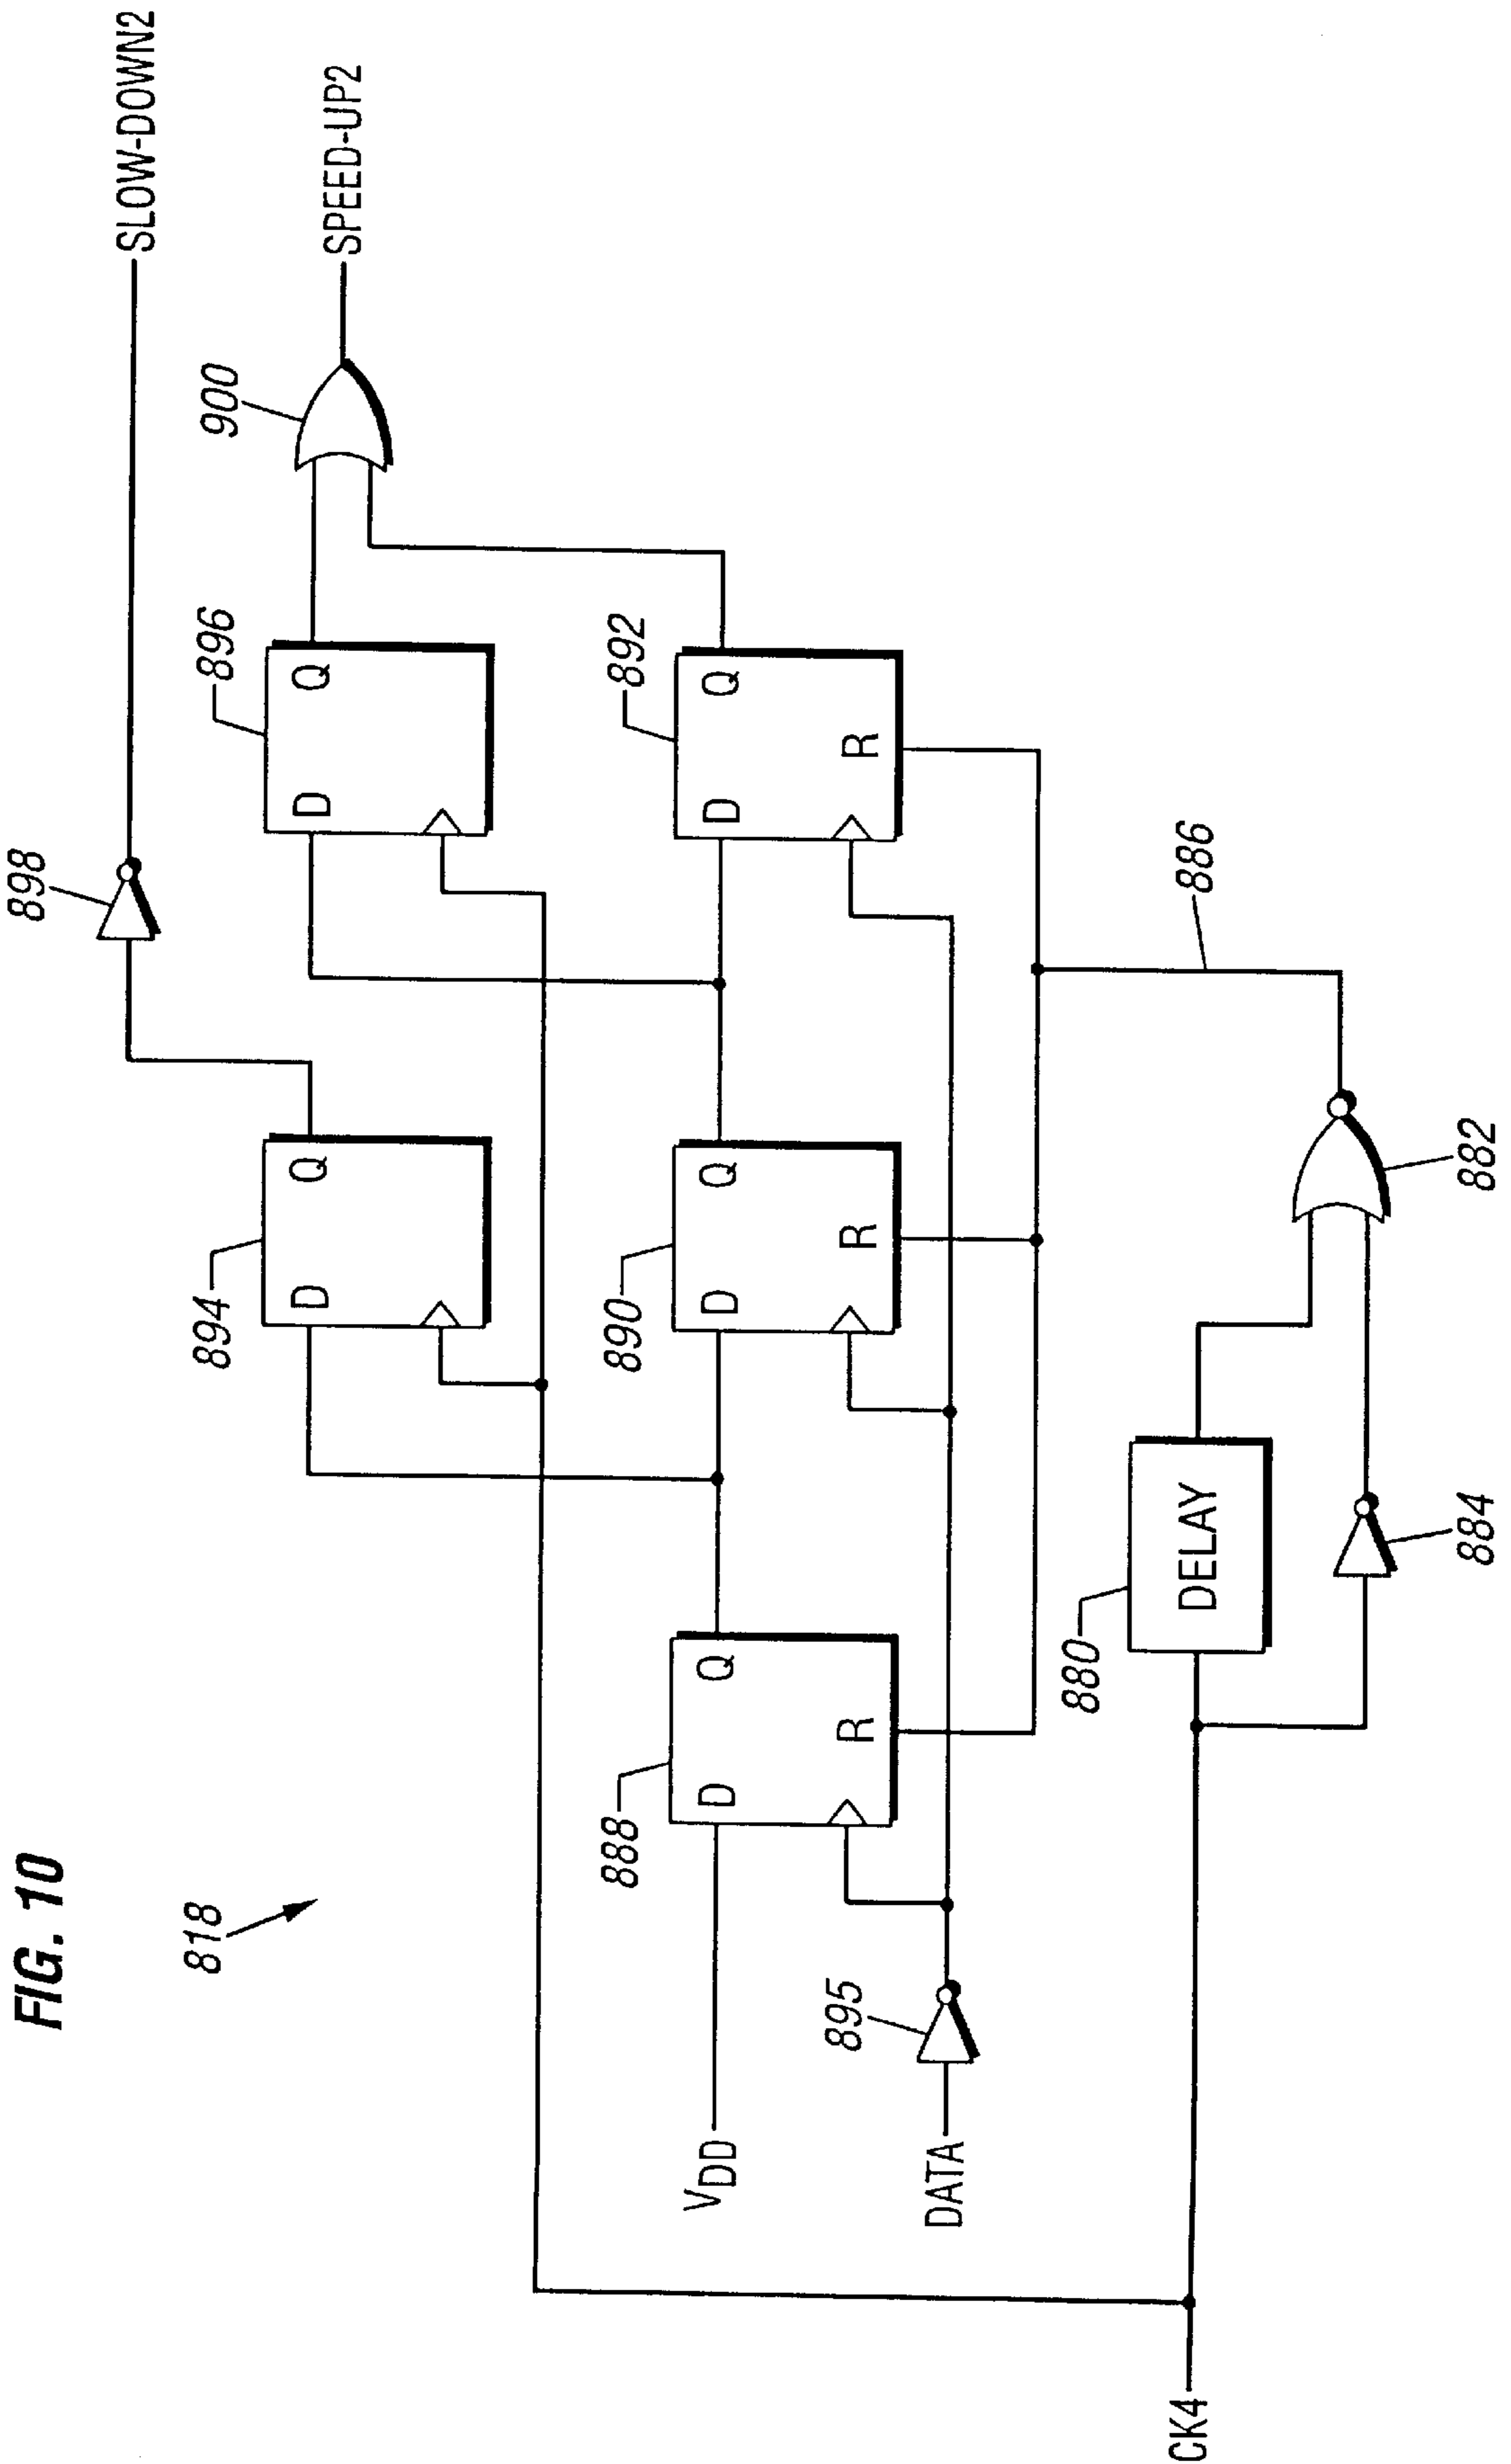 FIG. 10
818
SLOW-DOWN2
898
SPEED-UP2
900
894
D Q
896
D Q
VDD
888
D Q
R
890
D Q
R
892
D Q
R
DATA
895
886
880
DELAY
CK4
884
882